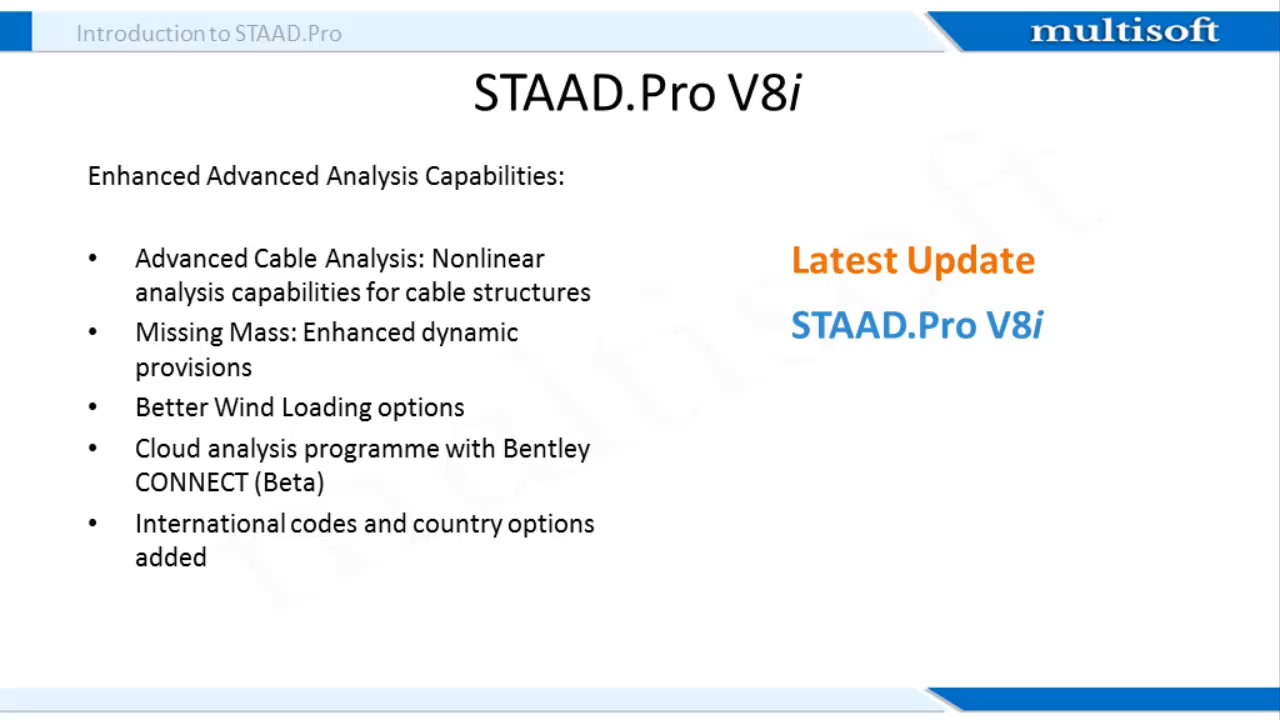 Introduction to STAAD.Pro
multisoft
STAAD.Pro V8i
Enhanced Advanced Analysis Capabilities:
• Advanced Cable Analysis: Nonlinear
analysis capabilities for cable structures
• Missing Mass: Enhanced dynamic
provisions
• Better Wind Loading options
• Cloud analysis programme with Bentley
CONNECT (Beta)
• International codes and country options
added
Latest Update
STAAD.Pro V8i
multisoft